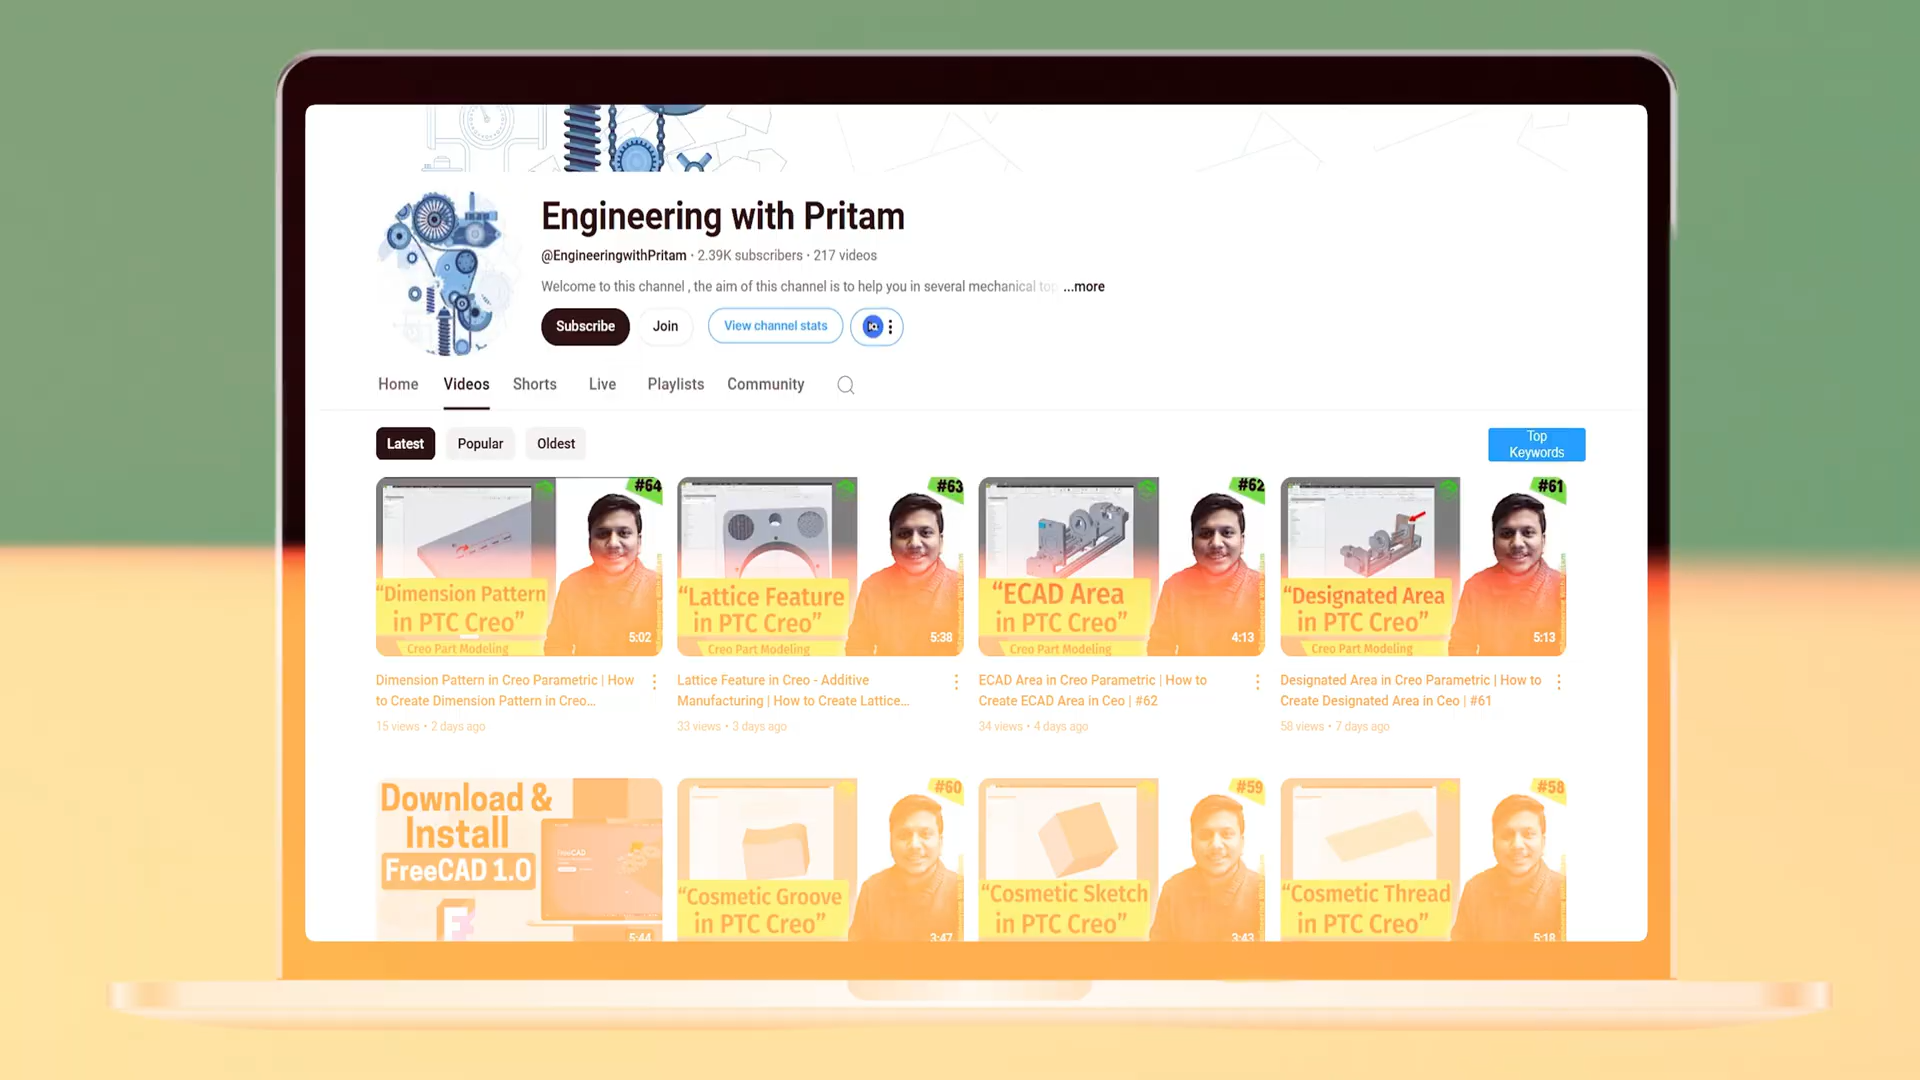 Engineering with Pritam
@EngineeringwithPritam · 2.39K subscribers · 217 videos
Welcome to this channel , the aim of this channel is to help you in several mechanical top ...more
Subscribe
Join
View channel stats
Home
Videos
Shorts
Live
Playlists
Community
Latest
Popular
Oldest
Top
Keywords
#64
"Dimension Pattern
in PTC Creo"
Creo Part Modeling
5:02
#63
"Lattice Feature
in PTC Creo"
Creo Part Modeling
5:38
#62
"ECAD Area
in PTC Creo"
Creo Part Modeling
4:13
#61
"Designated Area
in PTC Creo"
Creo Part Modeling
5:13
Dimension Pattern in Creo Parametric | How
to Create Dimension Pattern in Creo...
15 views • 2 days ago
Lattice Feature in Creo - Additive
Manufacturing | How to Create Lattice...
33 views • 3 days ago
ECAD Area in Creo Parametric | How to
Create ECAD Area in Ceo | #62
34 views • 4 days ago
Designated Area in Creo Parametric | How to
Create Designated Area in Ceo | #61
58 views • 7 days ago
Download &
Install
FreeCAD 1.0
FreeCAD
5:44
#60
"Cosmetic Groove
in PTC Creo"
3:47
#59
"Cosmetic Sketch
in PTC Creo"
3:43
#58
"Cosmetic Thread
in PTC Creo"
5:18